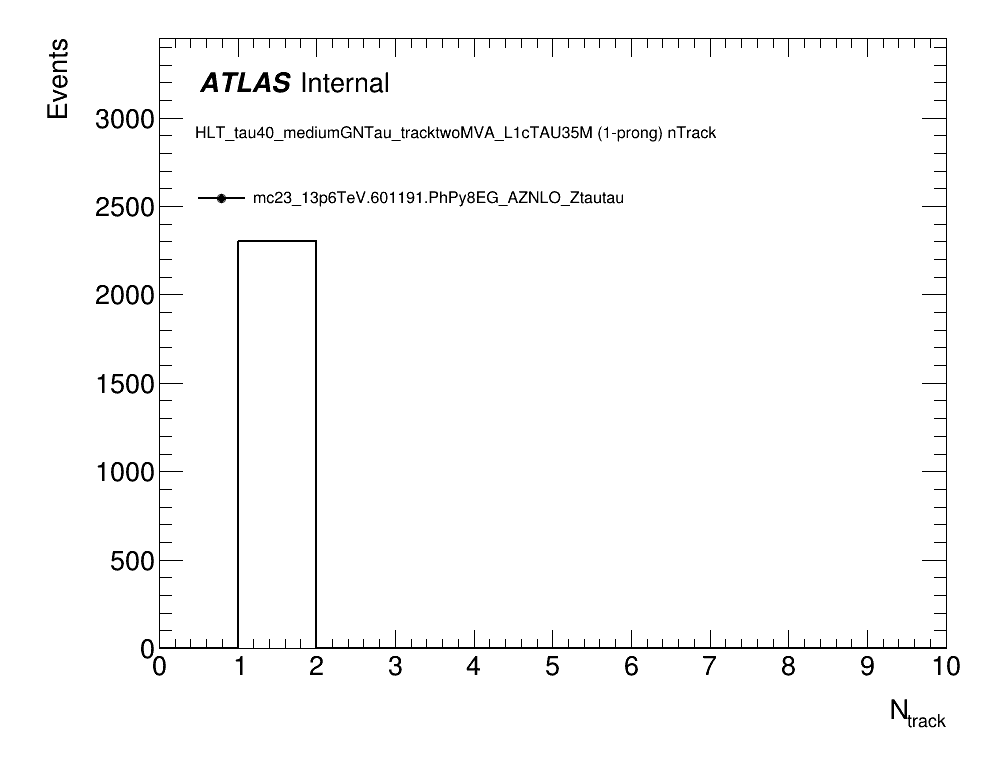 Events
ATLAS Internal
HLT_tau40_mediumGNTau_tracktwoMVA_L1cTAU35M (1-prong) nTrack
mc23_13p6TeV.601191.PhPy8EG_AZNLO_Ztautau
3000
2500
2000
1500
1000
500
0
0 1 2 3 4 5 6 7 8 9 10
N_track